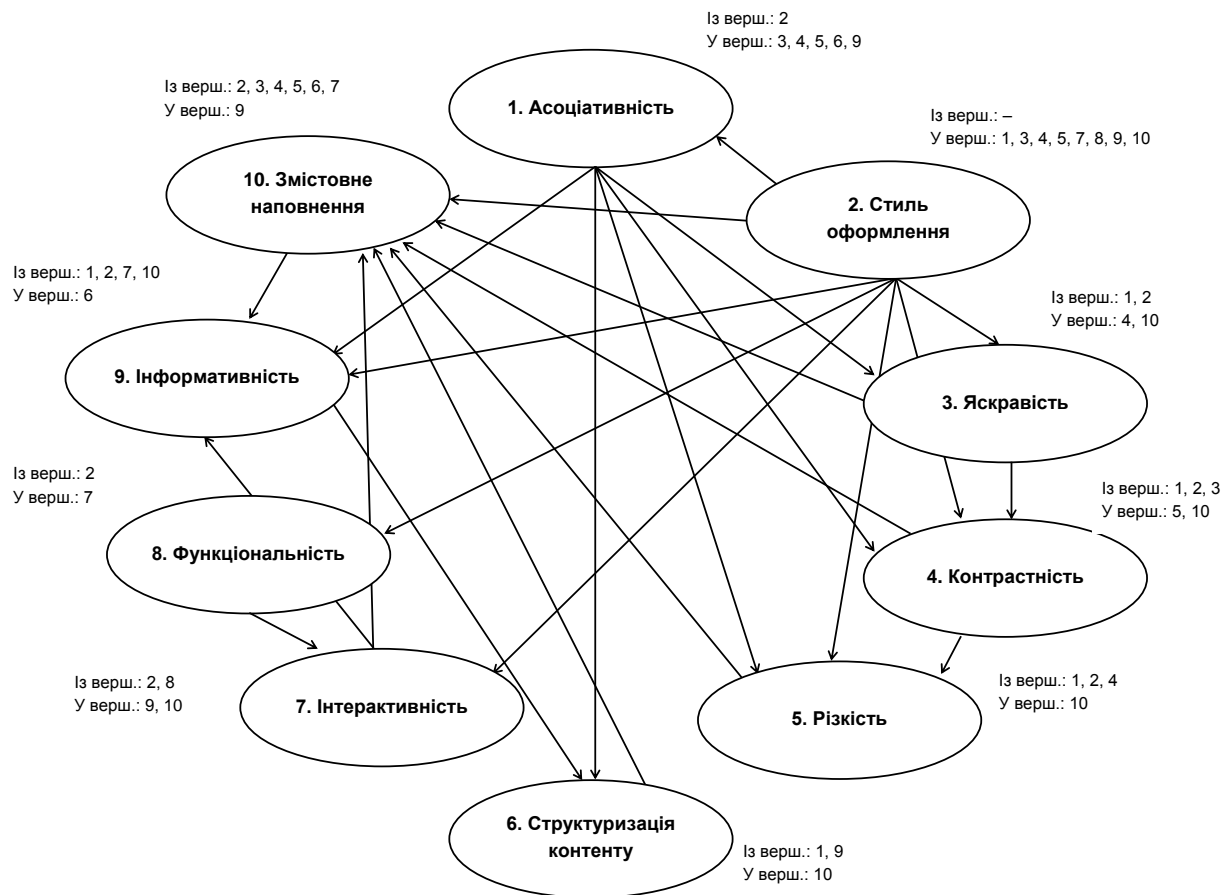 Із верш.: 2
У верш.: 3, 4, 5, 6, 9
1. Асоціативність
Із верш.: 2, 3, 4, 5, 6, 7
У верш.: 9
10. Змістовне
наповнення
Із верш.: –
У верш.: 1, 3, 4, 5, 7, 8, 9, 10
2. Стиль
оформлення
Із верш.: 1, 2, 7, 10
У верш.: 6
9. Інформативність
Із верш.: 1, 2
У верш.: 4, 10
3. Яскравість
Із верш.: 2
У верш.: 7
8. Функціональність
Із верш.: 1, 2, 3
У верш.: 5, 10
4. Контрастність
Із верш.: 2, 8
У верш.: 9, 10
7. Інтерактивність
Із верш.: 1, 2, 4
У верш.: 10
5. Різкість
6. Структуризація
контенту
Із верш.: 1, 9
У верш.: 10